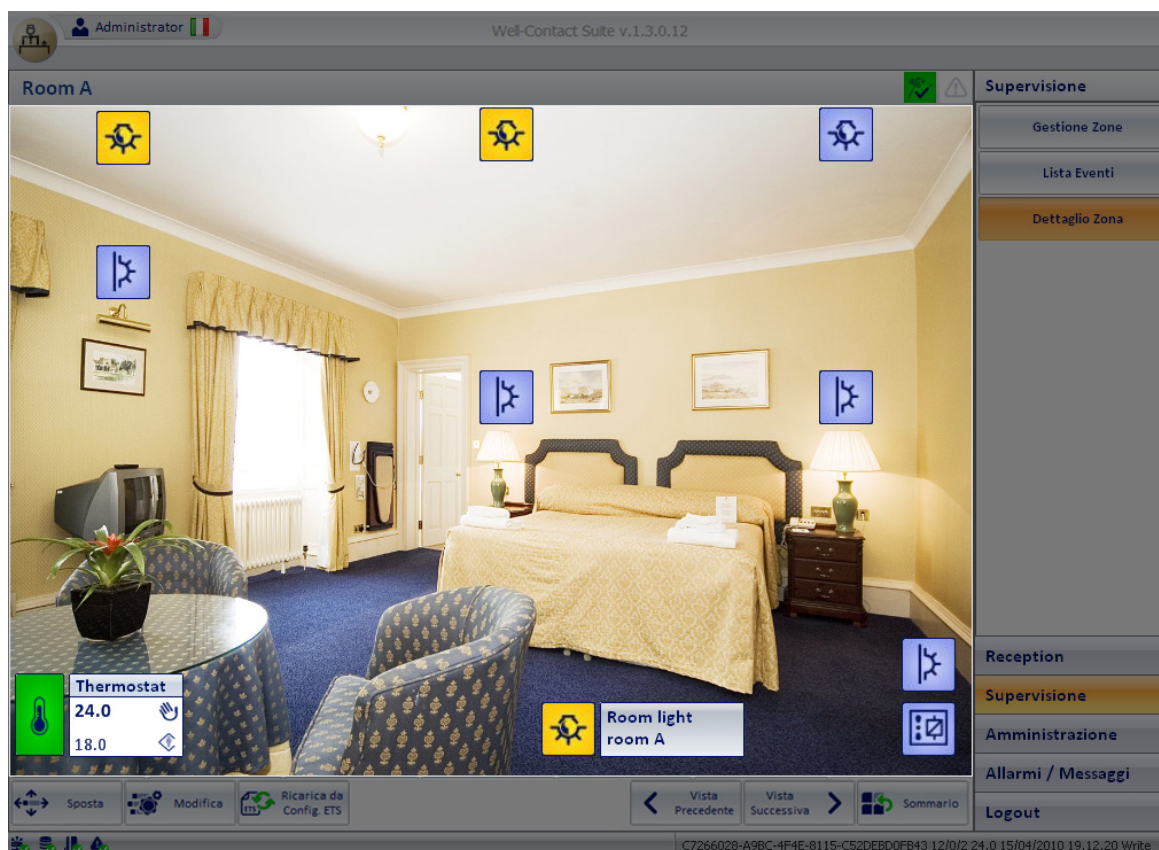 Administrator
Well-Contact Suite v.1.3.0.12
Room A
Supervisione
Gestione Zone
Lista Eventi
Dettaglio Zona
Thermostat
24.0
18.0
Room light
room A
Reception
Supervisione
Amministrazione
Allarmi / Messaggi
Logout
Sposta
Modifica
ETS
Ricarica da
Config. ETS
Vista
Precedente
Vista
Successiva
Sommario
C7266028-A9BC-4F4E-8115-C52DEBD0FB43 12/0/2 24.0 15/04/2010 19.12.20 Write